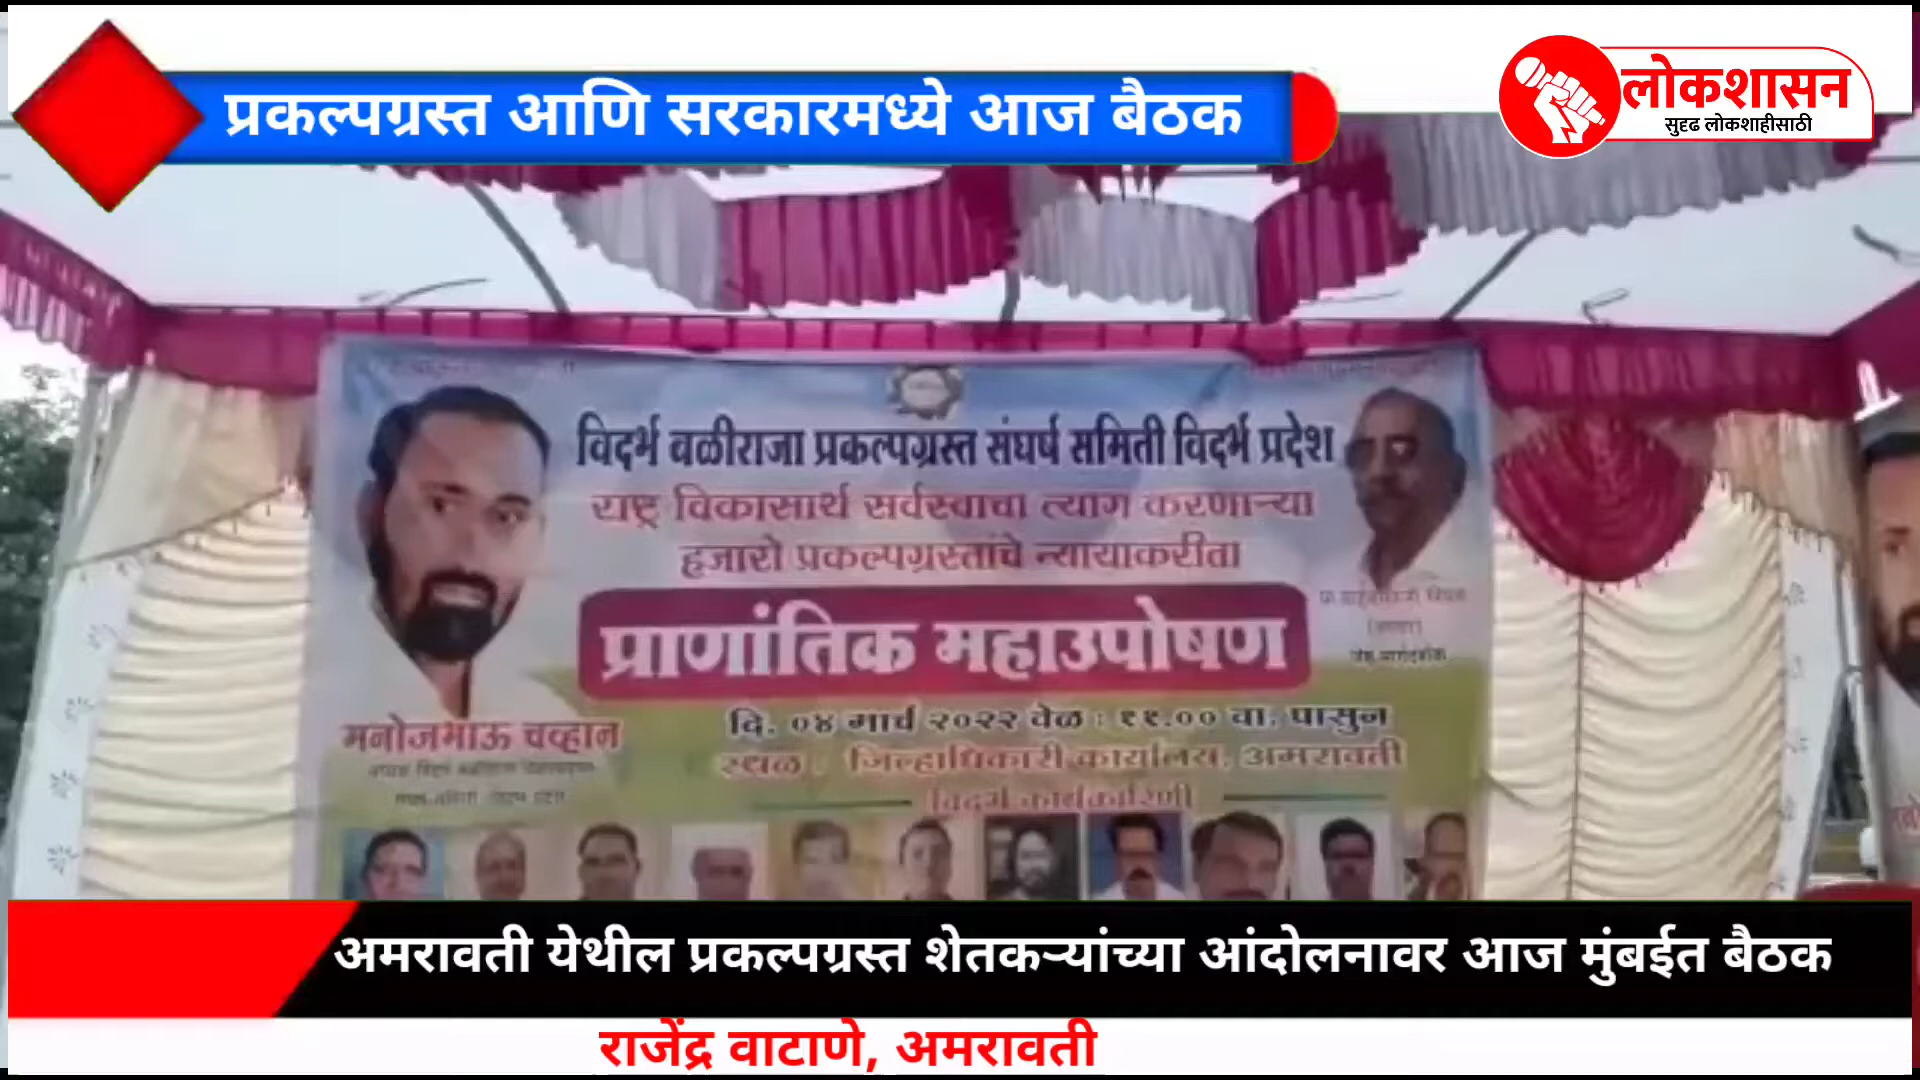 प्रकल्पग्रस्त आणि सरकारमध्ये आज बैठक
लोकशासन
सुदृढ लोकशाहीसाठी
विदर्भ बळीराजा प्रकल्पग्रस्त संघर्ष समिती विदर्भ प्रदेश
राष्ट्र विकासार्थ सर्वस्वाचा त्याग करणाऱ्या
हजारो प्रकल्पग्रस्तांचे न्यायाकरीता
प्राणांतिक महाउपोषण
मनोजभाऊ चव्हान
दि. ०४ मार्च २०२२ वेळ : ११.०० वा. पासुन
स्थळ : जिल्हाधिकारी कार्यालय, अमरावती
विदर्भ कार्यकारिणी
अमरावती येथील प्रकल्पग्रस्त शेतकऱ्यांच्या आंदोलनावर आज मुंबईत बैठक
राजेंद्र वाटाणे, अमरावती